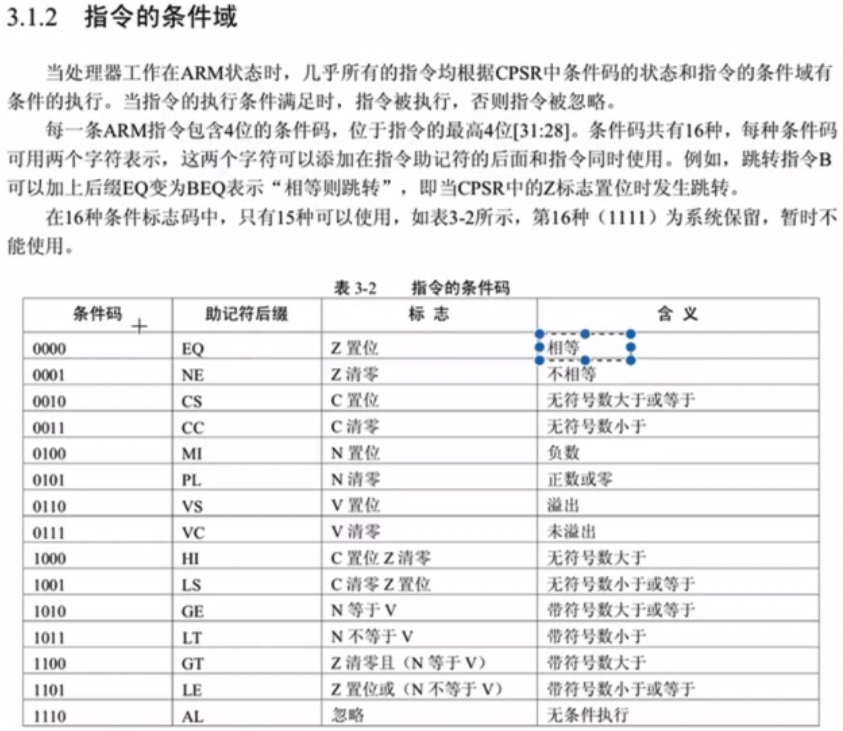 3.1.2 指令的条件域
当处理器工作在ARM状态时，几乎所有的指令均根据CPSR中条件码的状态和指令的条件域有
条件的执行。当指令的执行条件满足时，指令被执行，否则指令被忽略。
每一条ARM指令包含4位的条件码，位于指令的最高4位[31:28]。条件码共有16种，每种条件码
可用两个字符表示，这两个字符可以添加在指令助记符的后面和指令同时使用。例如，跳转指令B
可以加上后缀EQ变为BEQ表示“相等则跳转”，即当CPSR中的Z标志置位时发生跳转。
在16种条件标志码中，只有15种可以使用，如表3-2所示，第16种（1111）为系统保留，暂时不
能使用。
表 3-2 指令的条件码
条件码 助记符后缀 标 志 含 义
0000 EQ Z 置位 相等
0001 NE Z 清零 不相等
0010 CS C 置位 无符号数大于或等于
0011 CC C 清零 无符号数小于
0100 MI N 置位 负数
0101 PL N 清零 正数或零
0110 VS V 置位 溢出
0111 VC V 清零 未溢出
1000 HI C 置位 Z 清零 无符号数大于
1001 LS C 清零 Z 置位 无符号数小于或等于
1010 GE N 等于 V 带符号数大于或等于
1011 LT N 不等于 V 带符号数小于
1100 GT Z 清零且（N 等于 V） 带符号数大于
1101 LE Z 置位或（N 不等于 V） 带符号数小于或等于
1110 AL 忽略 无条件执行